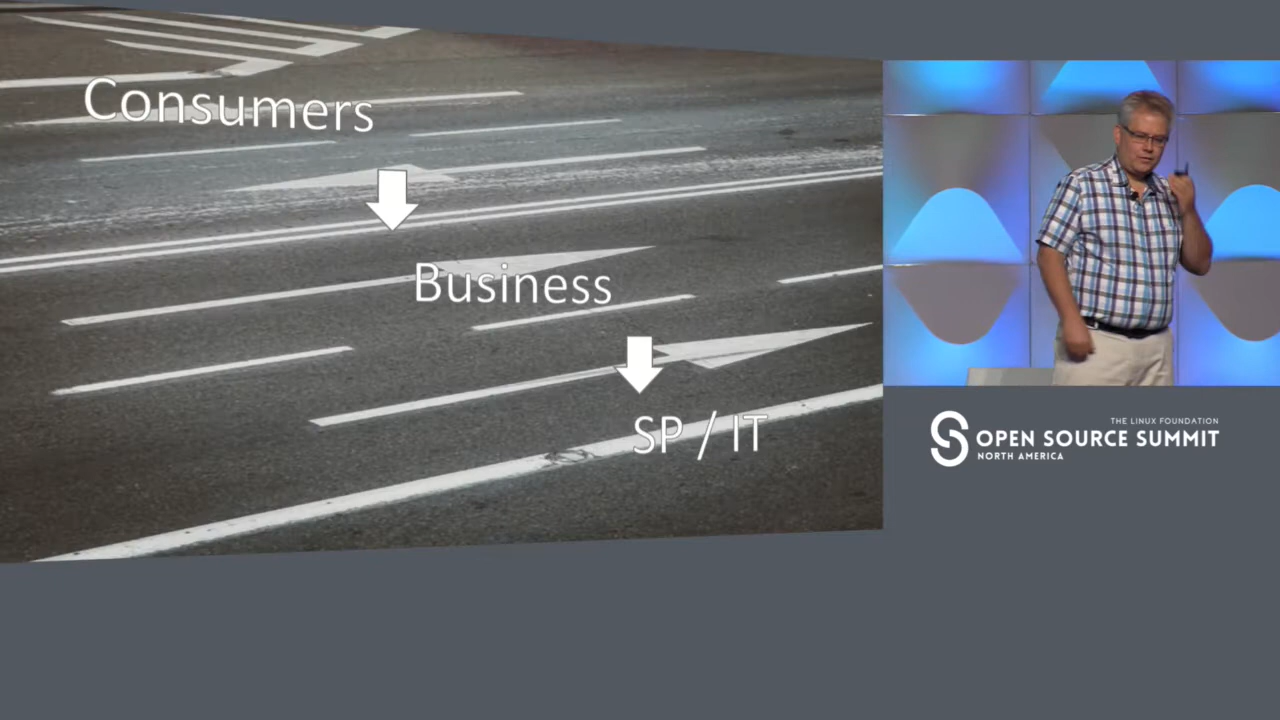 Consumers
Business
SP / IT
THE LINUX FOUNDATION
OPEN SOURCE SUMMIT
NORTH AMERICA